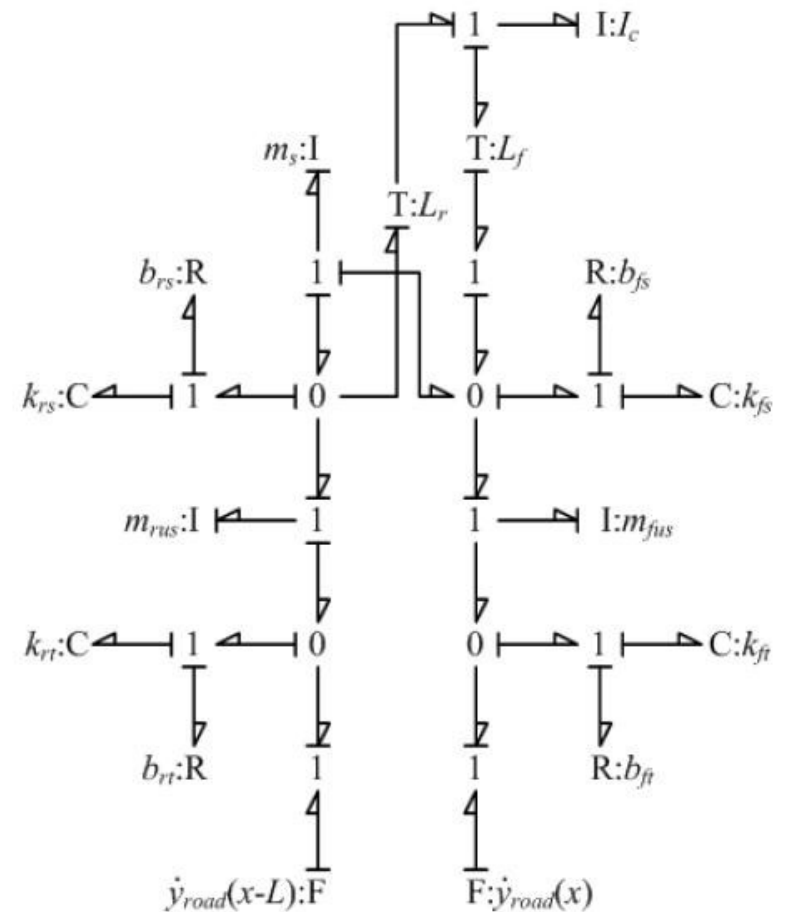 1 I:I_c
m_s:I T:L_f
T:L_r
b_rs:R 1 1 R:b_fs
k_rs:C 1 0 0 1 C:k_fs
m_rus:I 1 1 I:m_fus
k_rt:C 1 0 0 1 C:k_ft
b_rt:R 1 1 R:b_ft
ẏ_road(x-L):F F:ẏ_road(x)